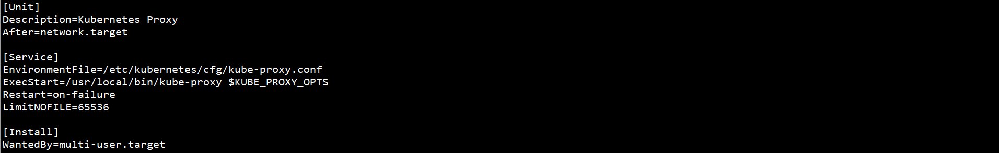 [Unit]
Description=Kubernetes Proxy
After=network.target
[Service]
EnvironmentFile=/etc/kubernetes/cfg/kube-proxy.conf
ExecStart=/usr/local/bin/kube-proxy $KUBE_PROXY_OPTS
Restart=on-failure
LimitNOFILE=65536
[Install]
WantedBy=multi-user.target